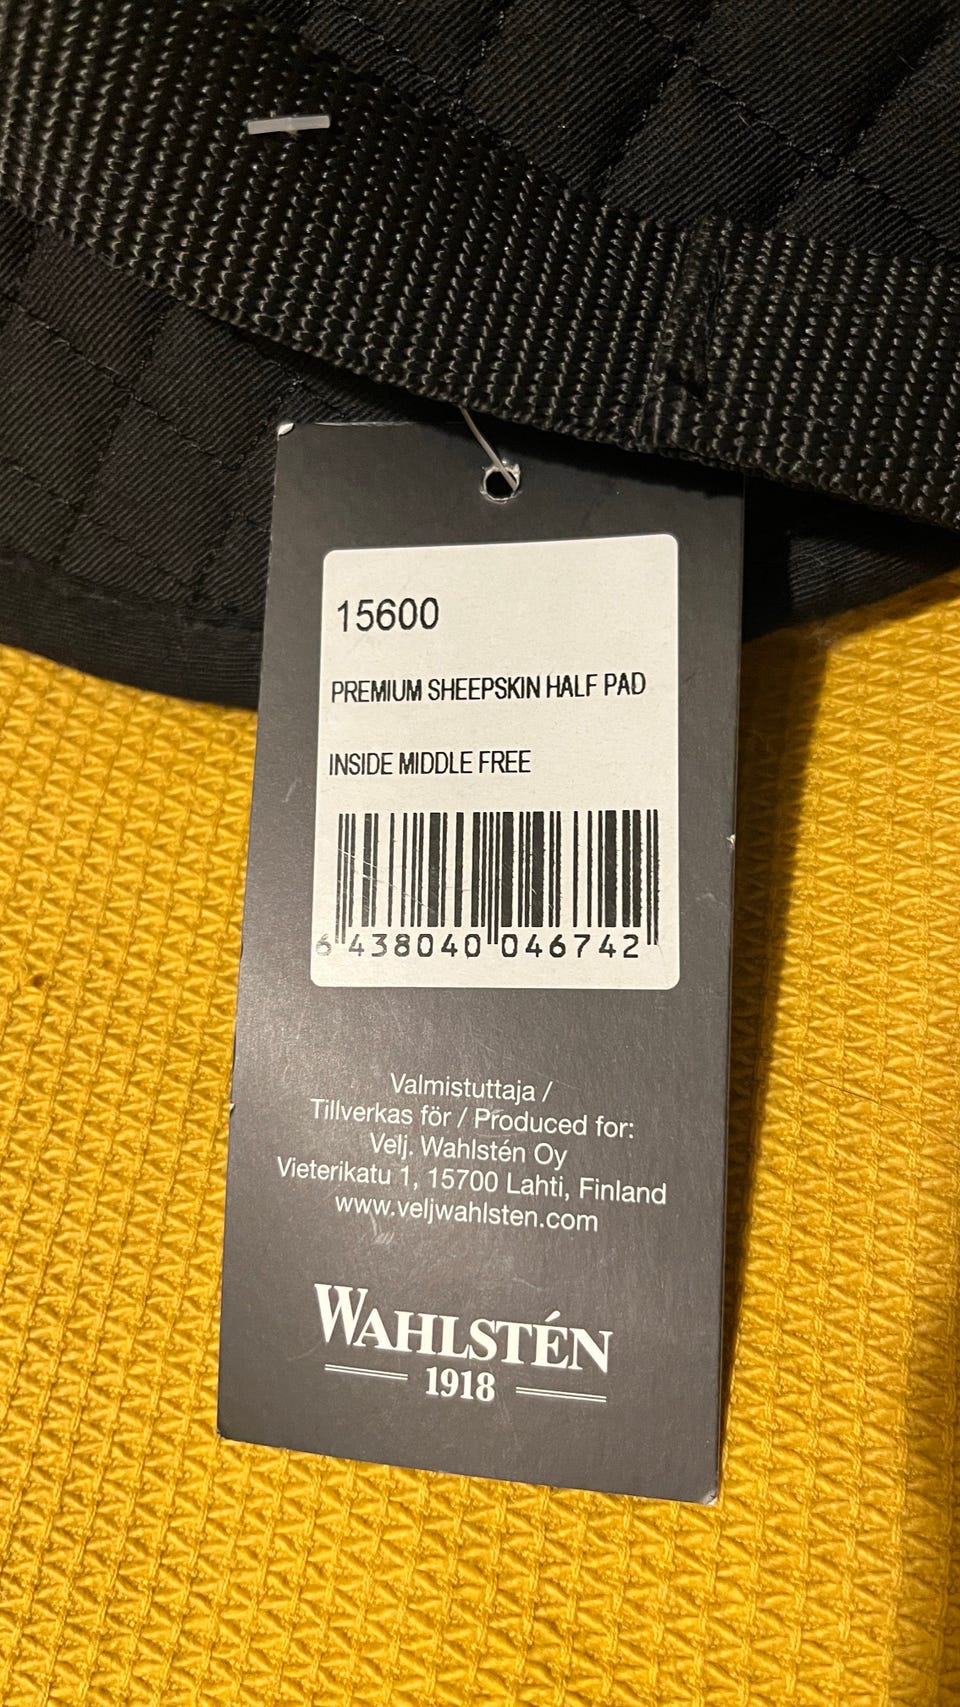 15600
PREMIUM SHEEPSKIN HALF PAD
INSIDE MIDDLE FREE
6 438040 046742
Valmistuttaja /
Tillverkas för / Produced for:
Velj. Wahlstén Oy
Vieterikatu 1, 15700 Lahti, Finland
www.veljwahlsten.com
WAHLSTÉN
1918